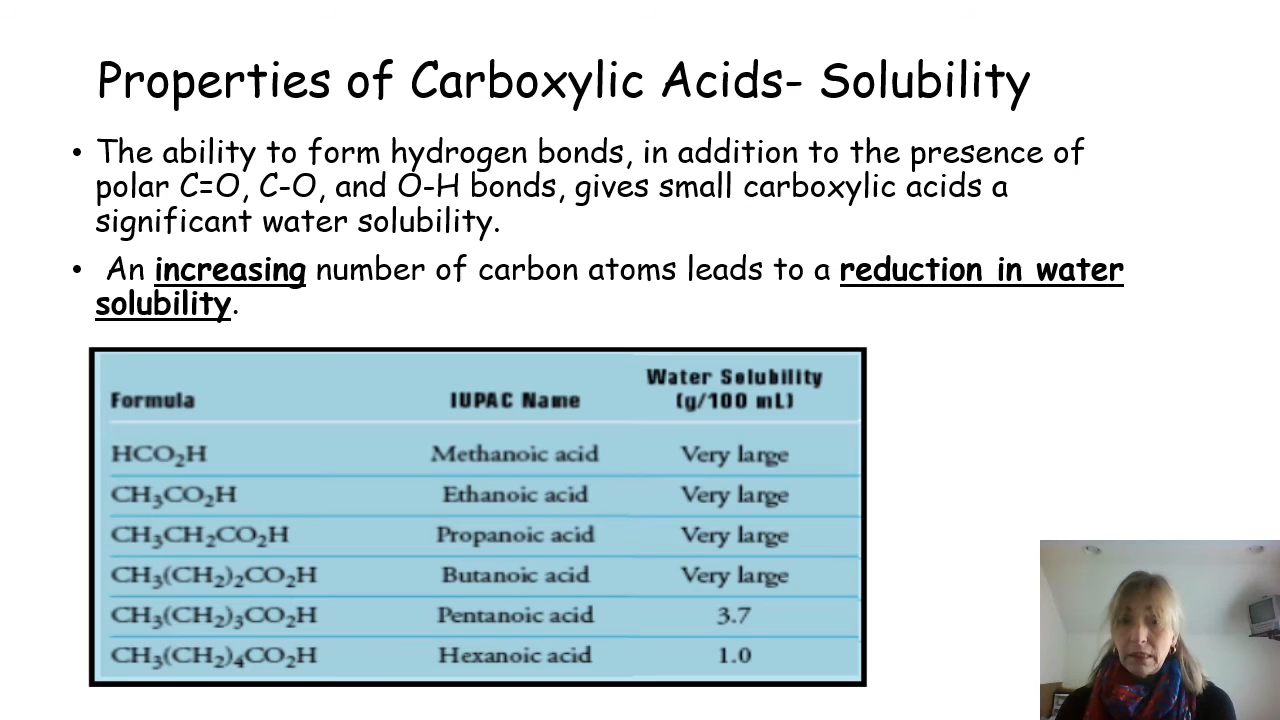 Properties of Carboxylic Acids- Solubility
• The ability to form hydrogen bonds, in addition to the presence of
polar C=O, C-O, and O-H bonds, gives small carboxylic acids a
significant water solubility.
• An increasing number of carbon atoms leads to a reduction in water
solubility.
Formula IUPAC Name Water Solubility (g/100 mL)
HCO₂H Methanoic acid Very large
CH₃CO₂H Ethanoic acid Very large
CH₃CH₂CO₂H Propanoic acid Very large
CH₃(CH₂)₂CO₂H Butanoic acid Very large
CH₃(CH₂)₃CO₂H Pentanoic acid 3.7
CH₃(CH₂)₄CO₂H Hexanoic acid 1.0